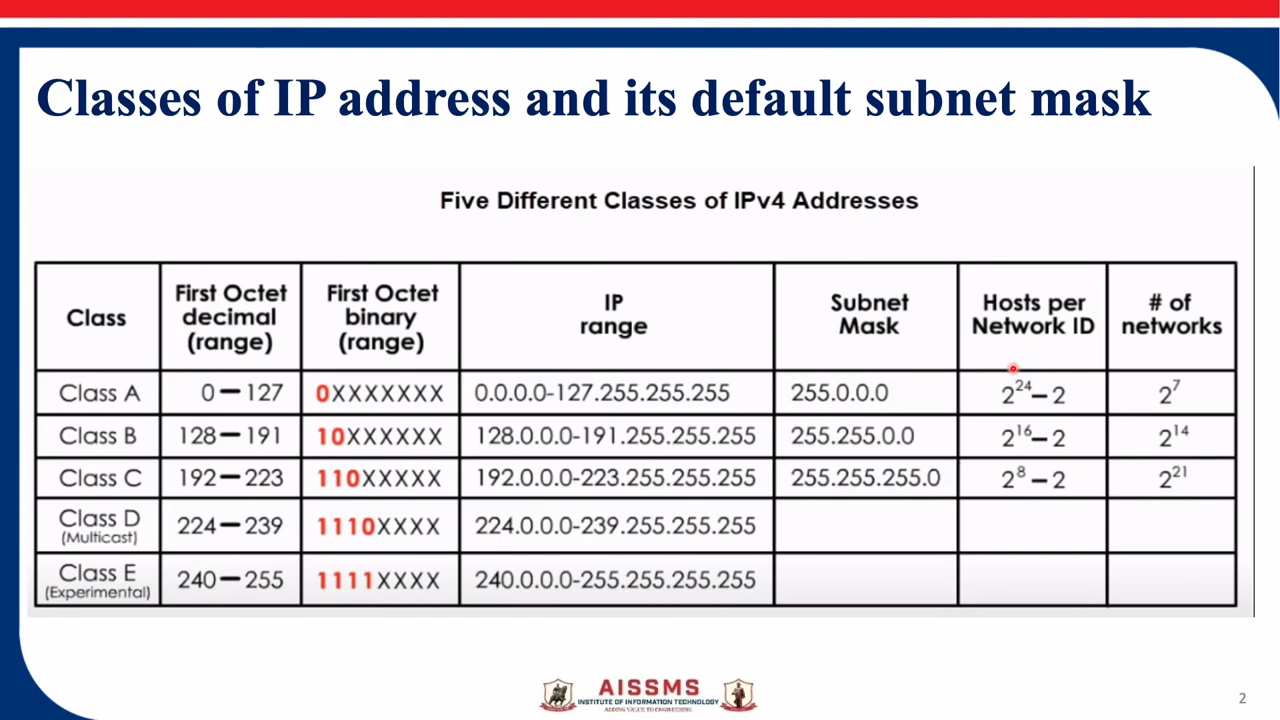 Classes of IP address and its default subnet mask
Five Different Classes of IPv4 Addresses
Class
First Octet
decimal
(range)
First Octet
binary
(range)
IP
range
Subnet
Mask
Hosts per
Network ID
# of
networks
Class A 0–127 0XXXXXXX 0.0.0.0-127.255.255.255 255.0.0.0 2²⁴–2 2⁷
Class B 128–191 10XXXXXX 128.0.0.0-191.255.255.255 255.255.0.0 2¹⁶–2 2¹⁴
Class C 192–223 110XXXXX 192.0.0.0-223.255.255.255 255.255.255.0 2⁸–2 2²¹
Class D
(Multicast)
224–239 1110XXXX 224.0.0.0-239.255.255.255
Class E
(Experimental)
240–255 1111XXXX 240.0.0.0-255.255.255.255
AISSMS
INSTITUTE OF INFORMATION TECHNOLOGY
ADDING VALUE TO ENGINEERING
2